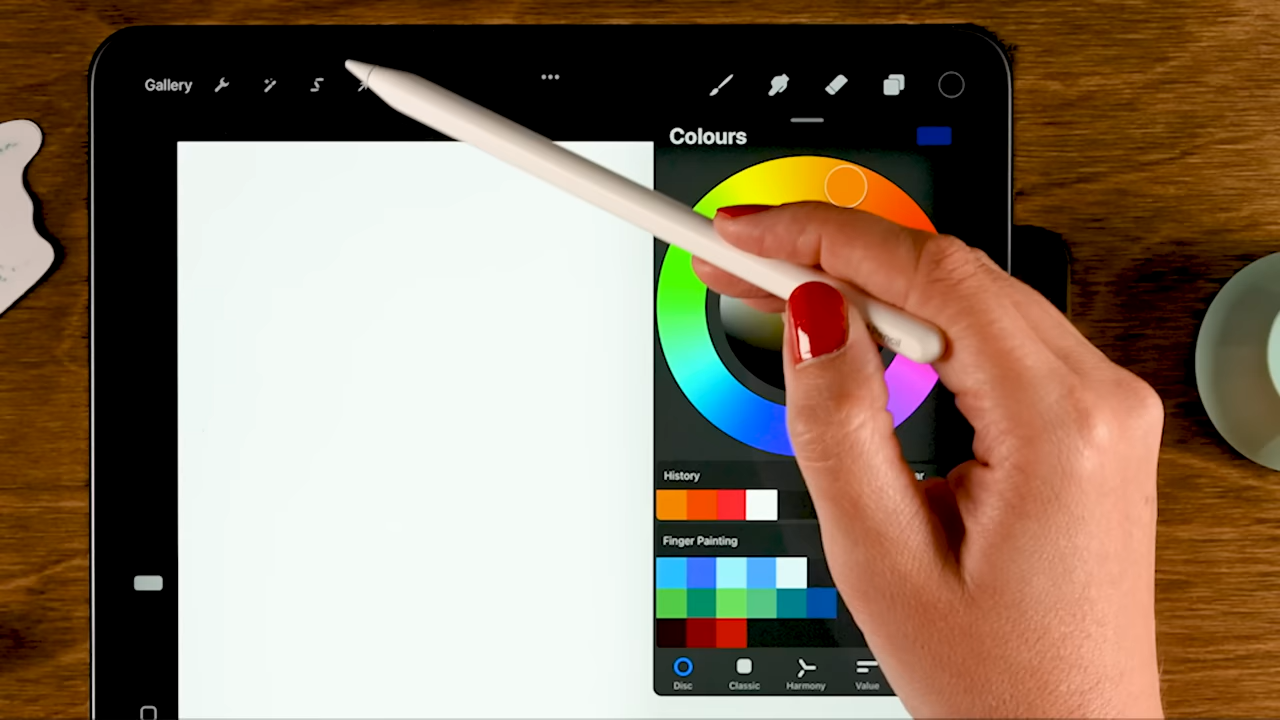 Gallery
Colours
History
Finger Painting
Disc
Classic
Harmony
Value